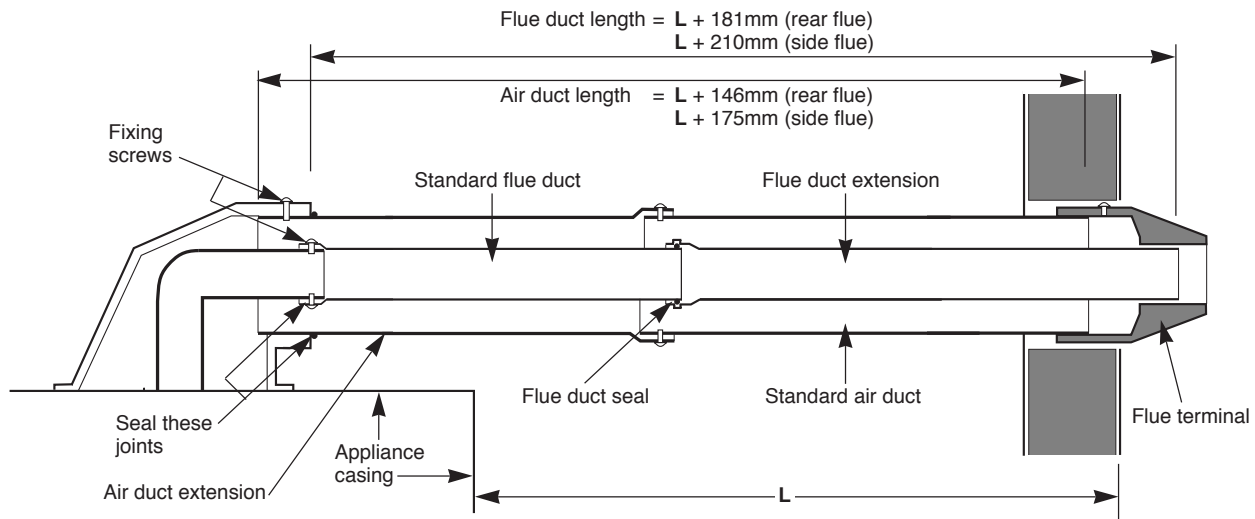 Flue duct length = L + 181mm (rear flue)
L + 210mm (side flue)
Air duct length = L + 146mm (rear flue)
L + 175mm (side flue)
Fixing
screws
Standard flue duct
Flue duct extension
Seal these
joints
Air duct extension
Appliance
casing
Flue duct seal
Standard air duct
Flue terminal
L